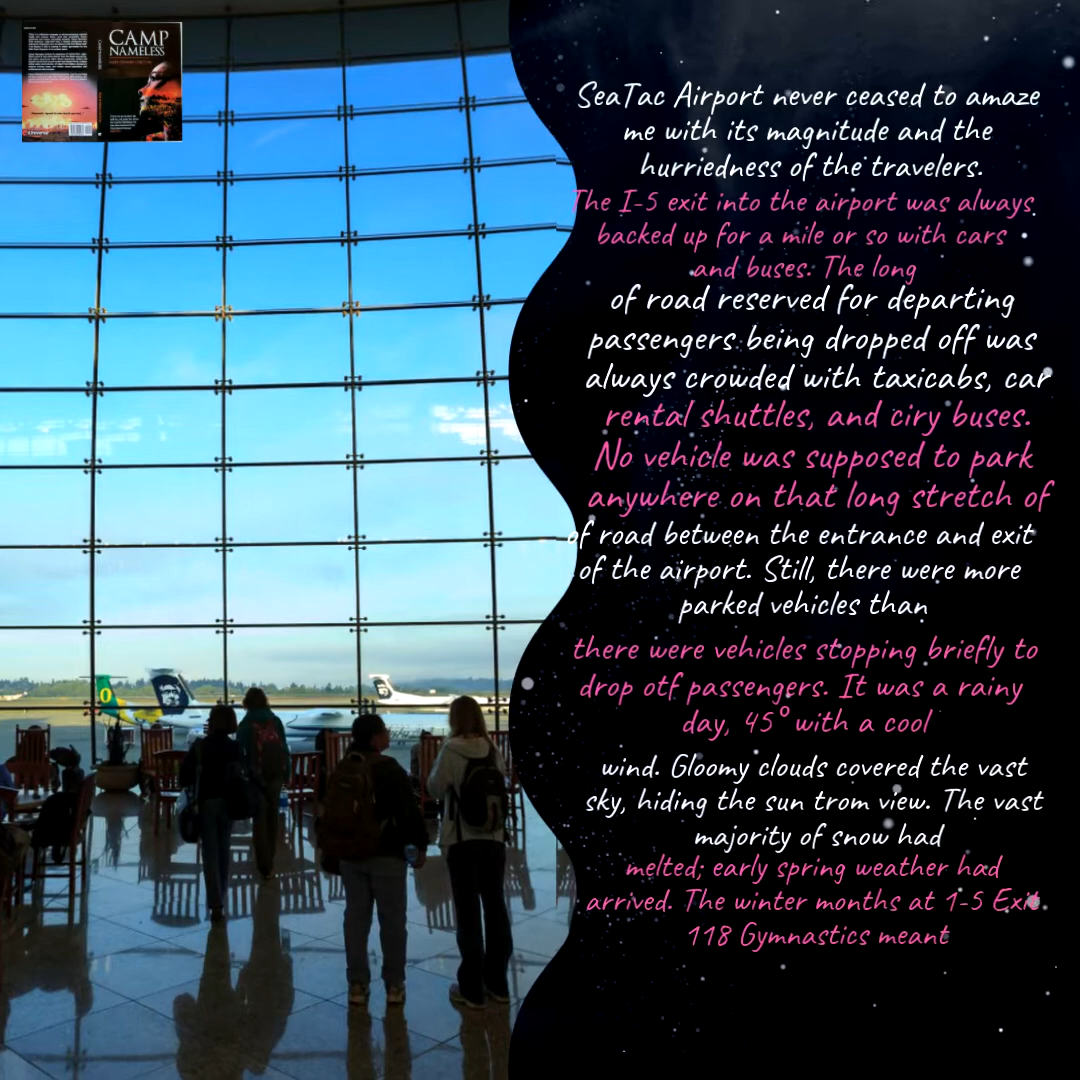 CAMP
NAMELESS
SeaTac Airport never ceased to amaze
me with its magnitude and the
hurriedness of the travelers.
The I-5 exit into the airport was always
backed up for a mile or so with cars
and buses. The long
of road reserved for departing
passengers being dropped off was
always crowded with taxicabs, car
rental shuttles, and ciry buses.
No vehicle was supposed to park
anywhere on that long stretch of
of road between the entrance and exit
of the airport. Still, there were more
parked vehicles than
there were vehicles stopping briefly to
drop otf passengers. It was a rainy
day, 45° with a cool
wind. Gloomy clouds covered the vast
sky, hiding the sun trom view. The vast
majority of snow had
melted; early spring weather had
arrived. The winter months at 1-5 Exit
118 Gymnastics meant